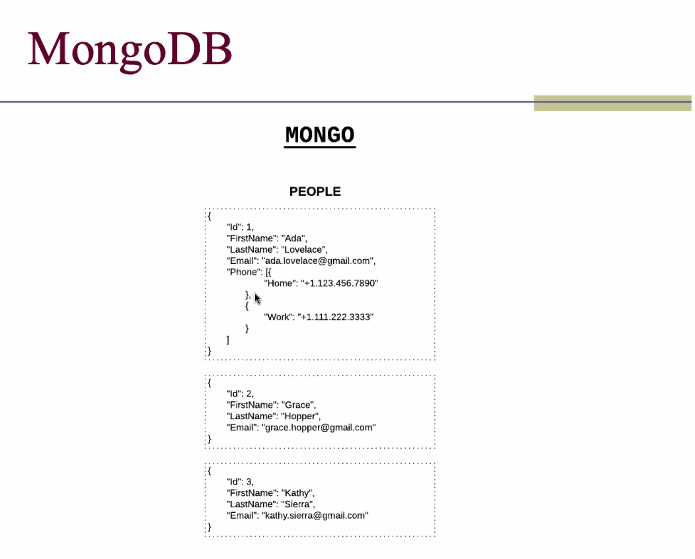 MongoDB
MONGO
PEOPLE
{
"Id": 1,
"FirstName": "Ada",
"LastName": "Lovelace",
"Email": "ada.lovelace@gmail.com",
"Phone": [{
"Home": "+1.123.456.7890"
},
{
"Work": "+1.111.222.3333"
}
]
}
{
"Id": 2,
"FirstName": "Grace",
"LastName": "Hopper",
"Email": "grace.hopper@gmail.com"
}
{
"Id": 3,
"FirstName": "Kathy",
"LastName": "Sierra",
"Email": "kathy.sierra@gmail.com"
}